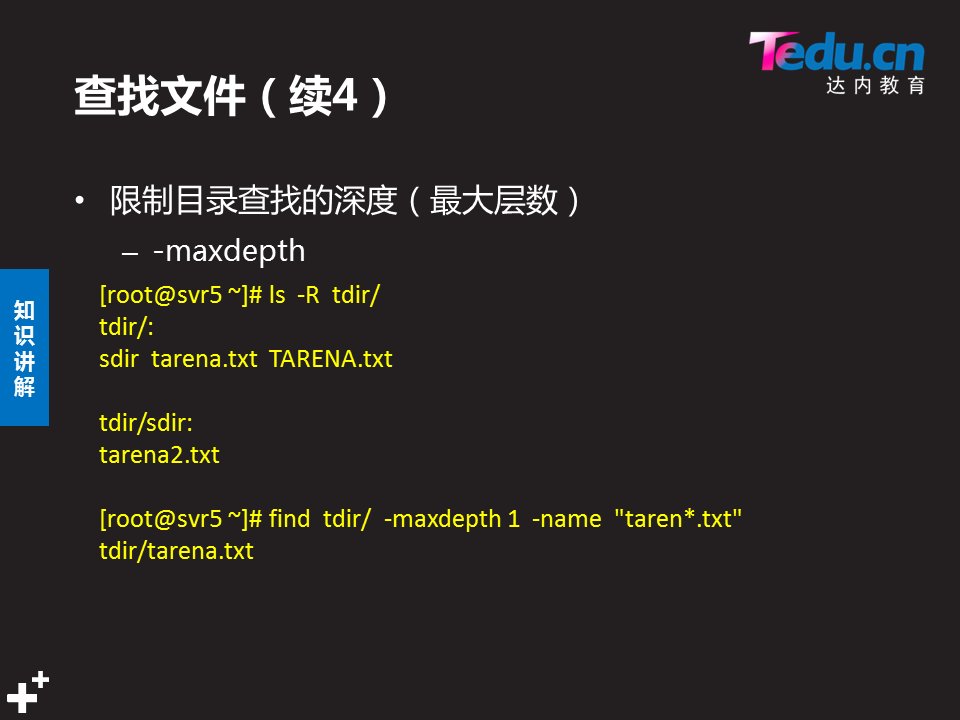 Tedu.cn
达内教育
查找文件（续4）
• 限制目录查找的深度（最大层数）
– -maxdepth
知识讲解
[root@svr5 ~]# ls  -R  tdir/
tdir/:
sdir  tarena.txt  TARENA.txt
tdir/sdir:
tarena2.txt
[root@svr5 ~]# find  tdir/  -maxdepth 1  -name  "taren*.txt"
tdir/tarena.txt